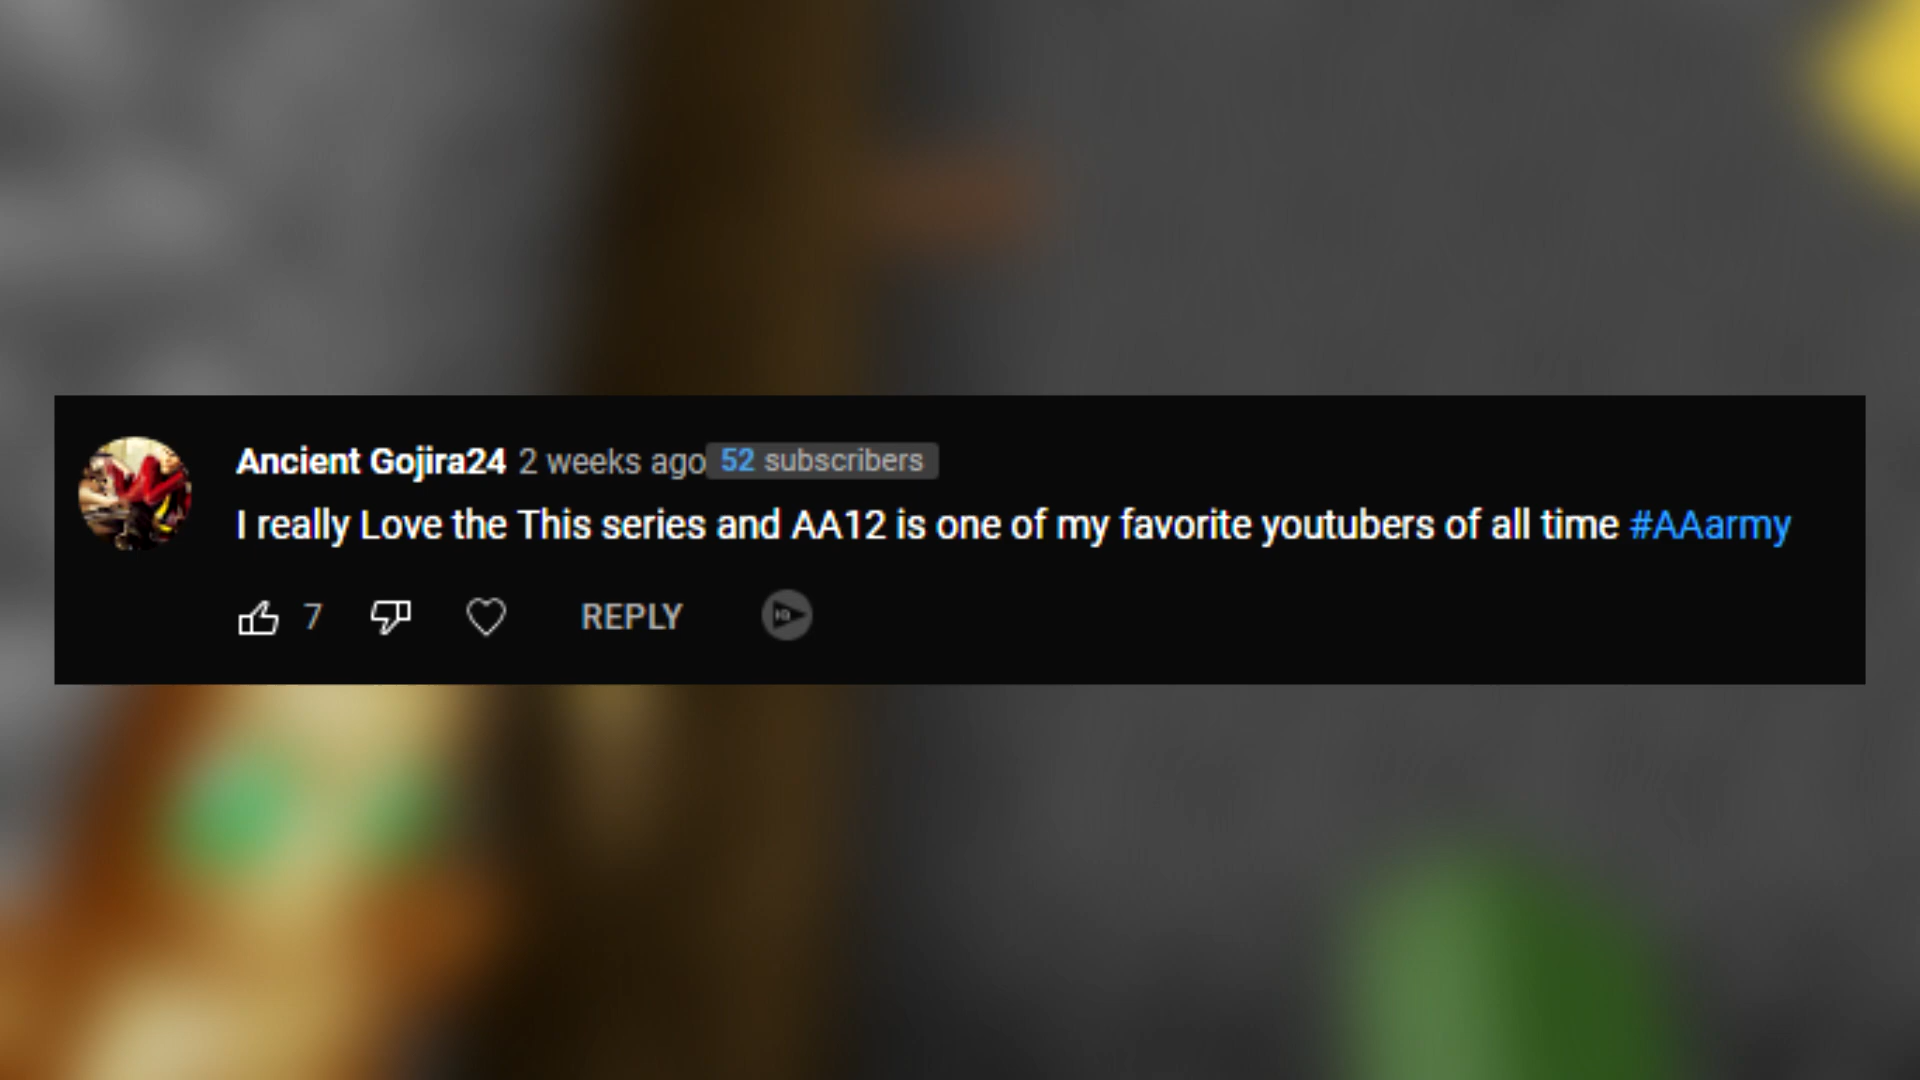 Ancient Gojira24 2 weeks ago 52 subscribers
I really Love the This series and AA12 is one of my favorite youtubers of all time #AAarmy
7 REPLY